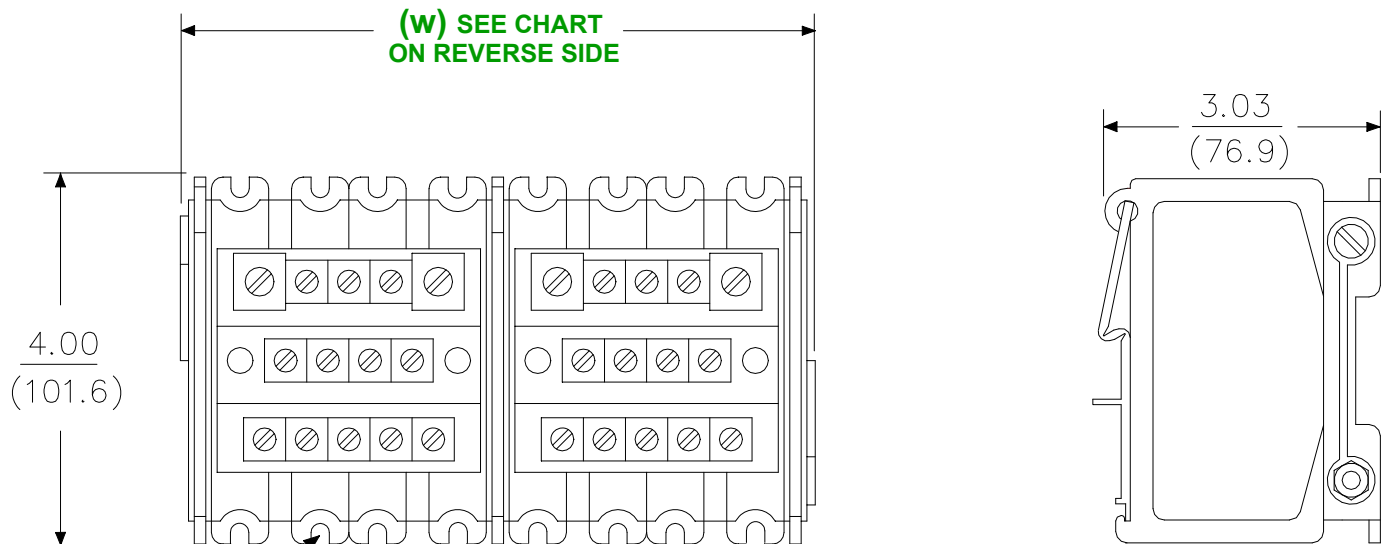 (W) SEE CHART
ON REVERSE SIDE
3.03
(76.9)
4.00
(101.6)